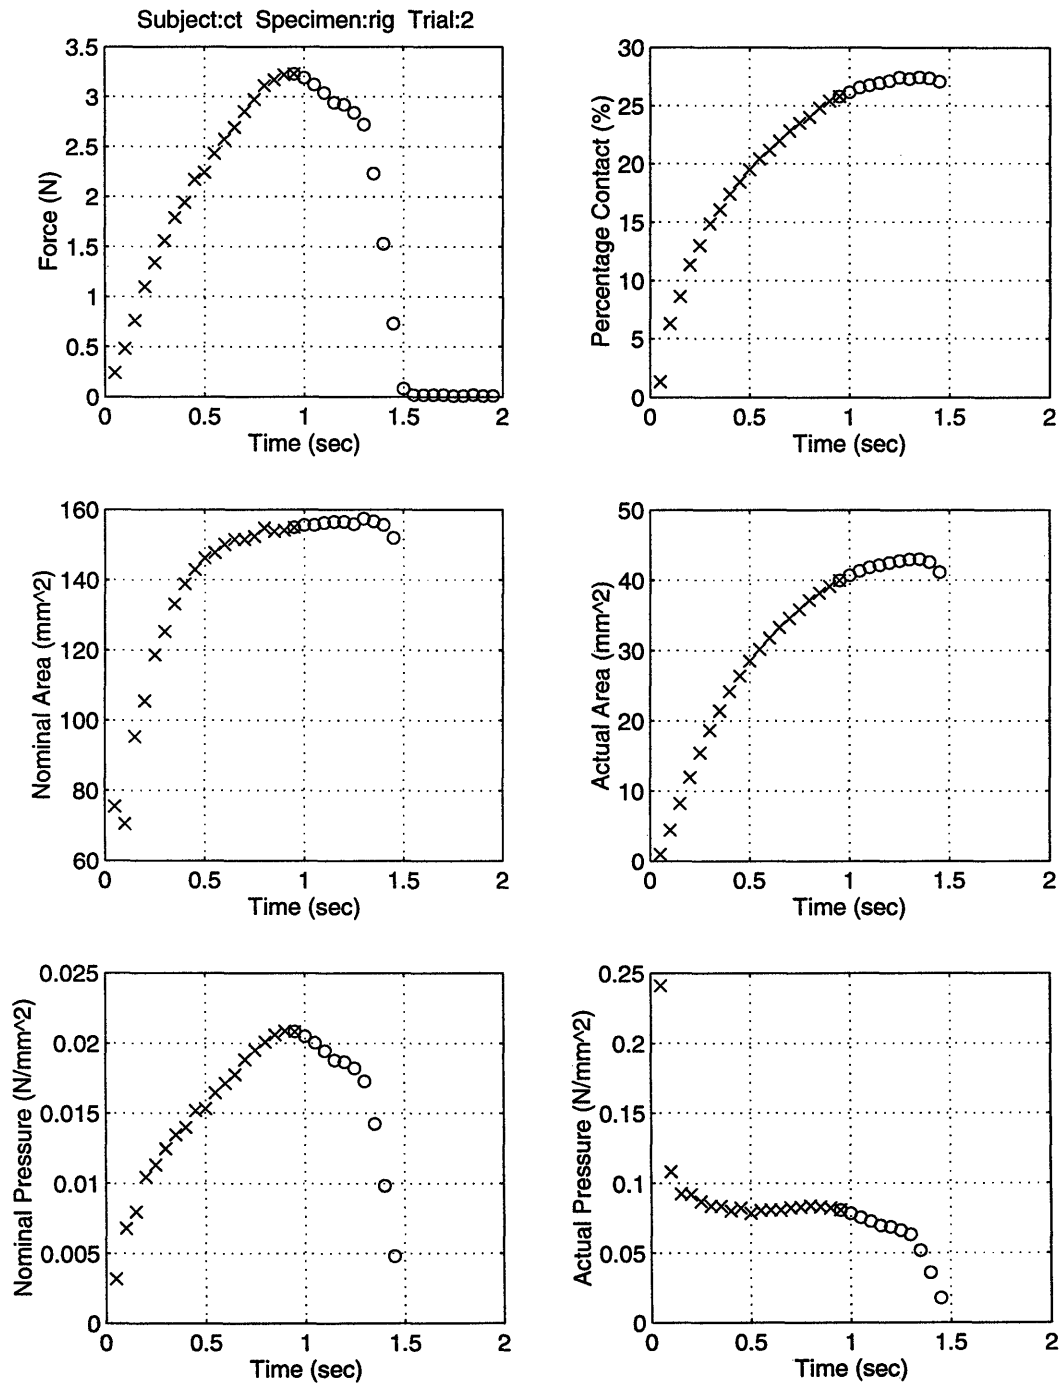 Subject:ct Specimen:rig Trial:2
3.5
3
2.5
2
1.5
1
0.5
0
Force (N)
0 0.5 1 1.5 2
Time (sec)
30
25
20
15
10
5
0
Percentage Contact (%)
0 0.5 1 1.5 2
Time (sec)
160
140
120
100
80
60
Nominal Area (mm^2)
0 0.5 1 1.5 2
Time (sec)
50
40
30
20
10
0
Actual Area (mm^2)
0 0.5 1 1.5 2
Time (sec)
0.025
0.02
0.015
0.01
0.005
0
Nominal Pressure (N/mm^2)
0 0.5 1 1.5 2
Time (sec)
0.25
0.2
0.15
0.1
0.05
0
Actual Pressure (N/mm^2)
0 0.5 1 1.5 2
Time (sec)